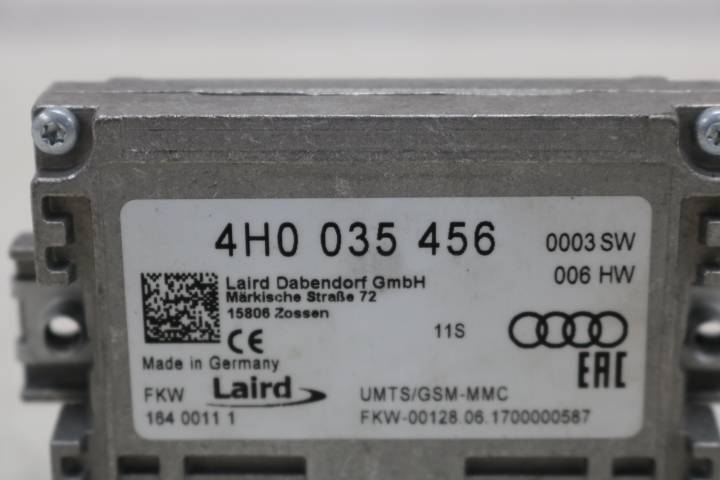 4H0 035 456
0003 SW
006 HW
Laird Dabendorf GmbH
Märkische Straße 72
15806 Zossen
CE
11S
EAC
Made in Germany
FKW
Laird
UMTS/GSM-MMC
164 0011 1
FKW-00128.06.1700000587